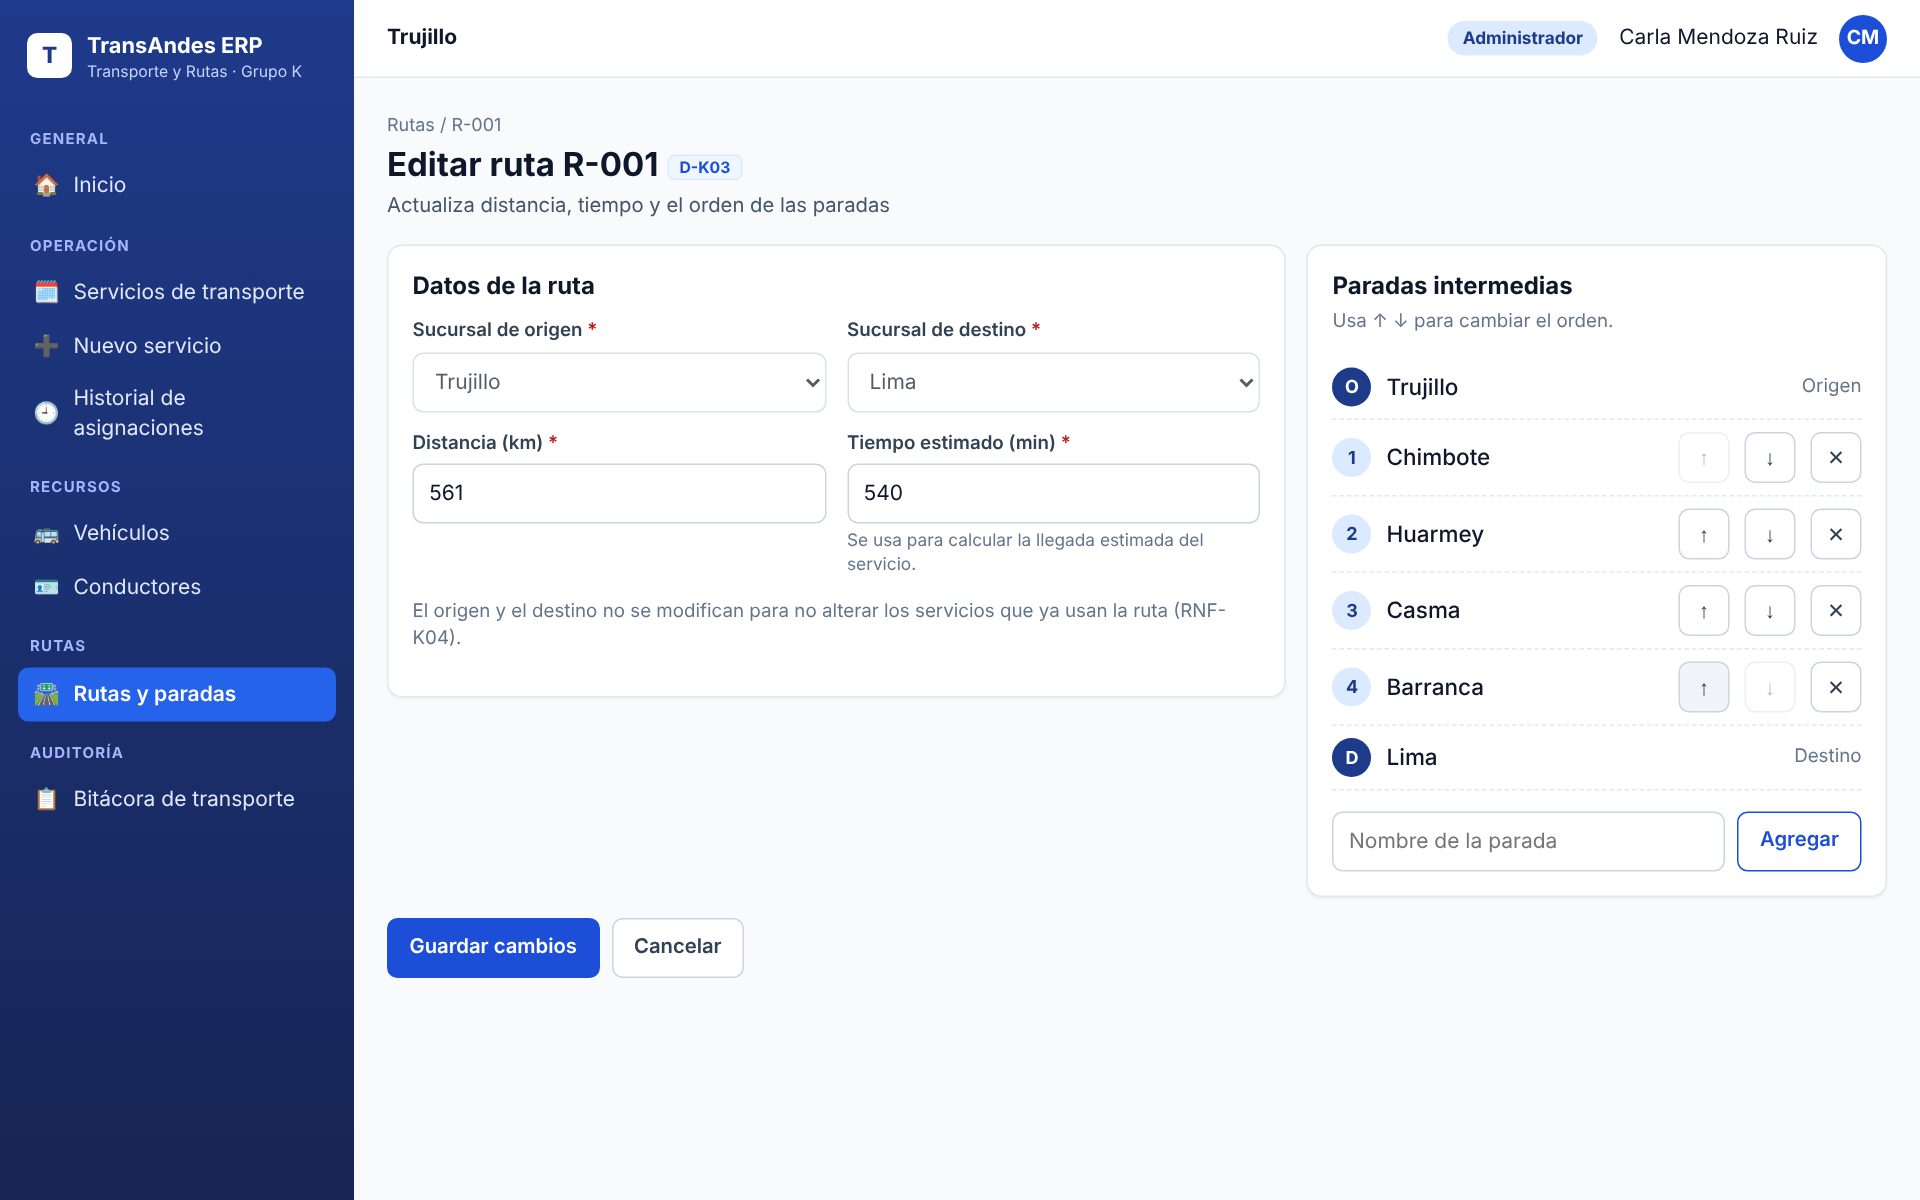 T
TransAndes ERP
Transporte y Rutas · Grupo K
GENERAL
Inicio
OPERACIÓN
Servicios de transporte
Nuevo servicio
Historial de
asignaciones
RECURSOS
Vehículos
Conductores
RUTAS
Rutas y paradas
AUDITORÍA
Bitácora de transporte
Trujillo
Administrador
Carla Mendoza Ruiz
CM
Rutas / R-001
Editar ruta R-001 D-K03
Actualiza distancia, tiempo y el orden de las paradas
Datos de la ruta
Sucursal de origen *
Trujillo
Sucursal de destino *
Lima
Distancia (km) *
561
Tiempo estimado (min) *
540
Se usa para calcular la llegada estimada del
servicio.
El origen y el destino no se modifican para no alterar los servicios que ya usan la ruta (RNF-
K04).
Paradas intermedias
Usa ↑ ↓ para cambiar el orden.
O Trujillo Origen
1 Chimbote ↑ ↓ ✕
2 Huarmey ↑ ↓ ✕
3 Casma ↑ ↓ ✕
4 Barranca ↑ ↓ ✕
D Lima Destino
Nombre de la parada
Agregar
Guardar cambios
Cancelar